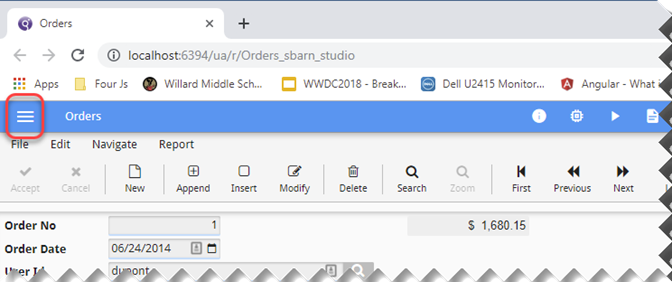 Orders
localhost:6394/ua/r/Orders_sbarn_studio
Apps Four Js Willard Middle Sch... WWDC2018 - Break... Dell U2415 Monitor... Angular - What i
Orders
File Edit Navigate Report
Accept Cancel New Append Insert Modify Delete Search Zoom First Previous Next
Order No 1 $ 1,680.15
Order Date 06/24/2014
User Id dupont